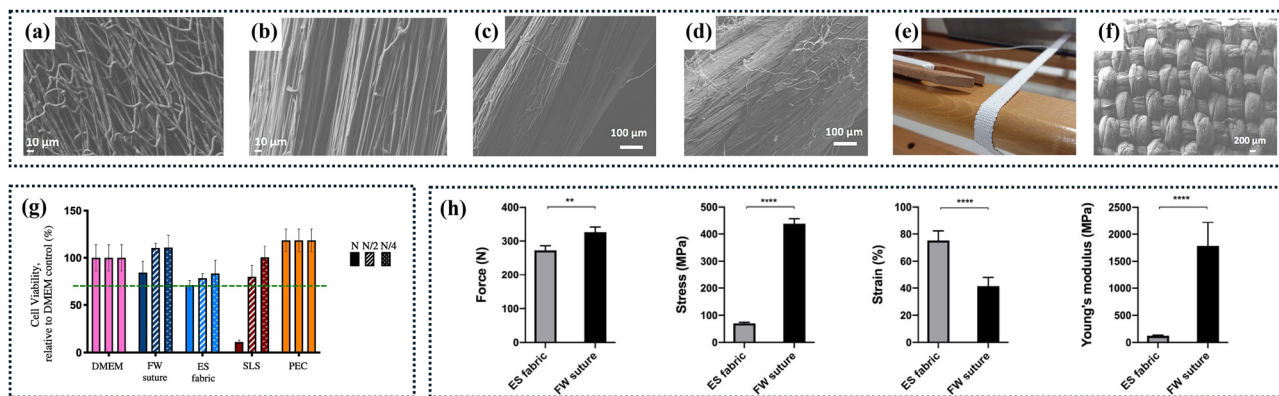 (a)
10 μm
(b)
10 μm
(c)
100 μm
(d)
100 μm
(e)
(f)
200 μm
(g)
Cell Viability,
relative to DMEM control (%)
150
100
50
0
DMEM
FW
suture
ES
fabric
SLS
PEC
N N/2 N/4
(h)
Force (N)
400
300
200
100
0
**
ES fabric
FW suture
Stress (MPa)
500
400
300
200
100
0
****
ES fabric
FW suture
Strain (%)
100
80
60
40
20
0
****
ES fabric
FW suture
Young's modulus (MPa)
2500
2000
1500
1000
500
0
****
ES fabric
FW suture